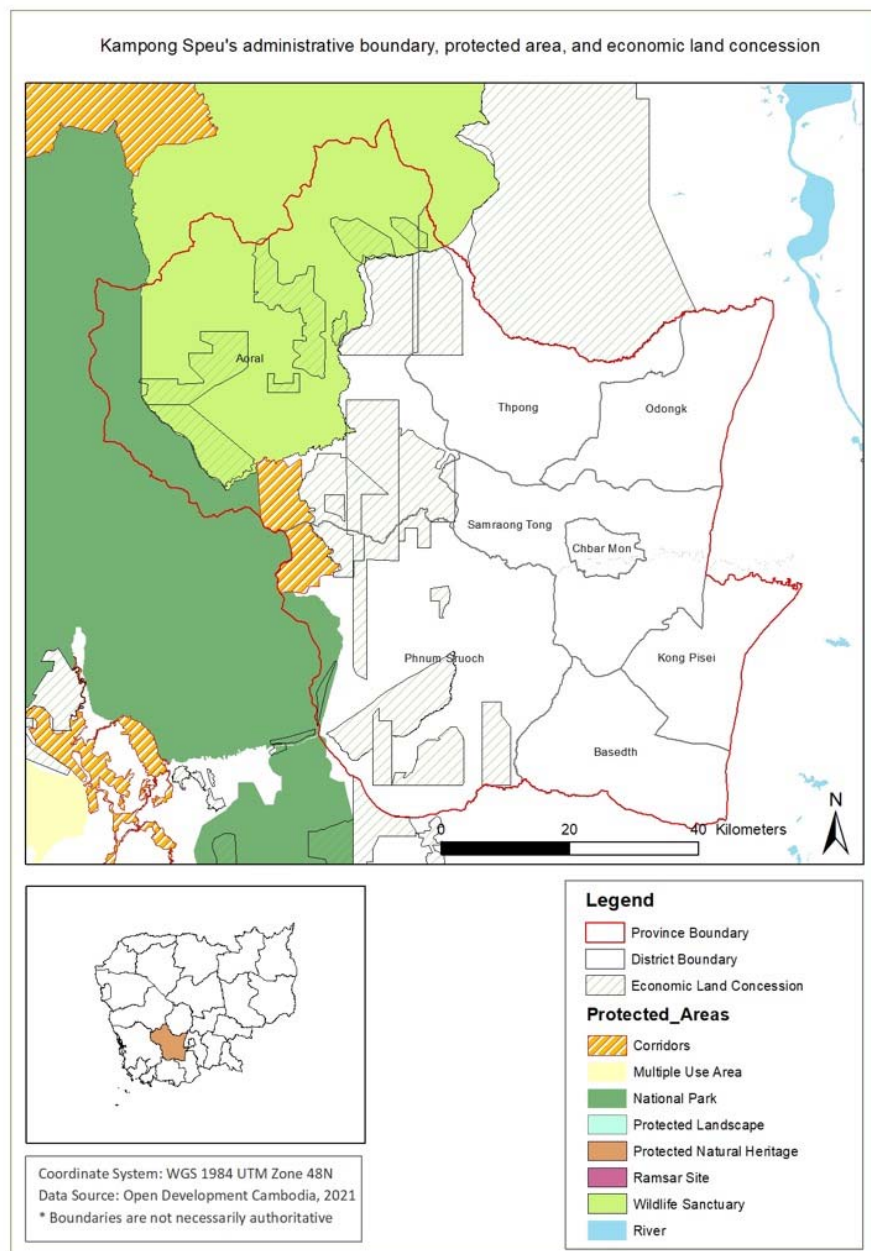 Kampong Speu's administrative boundary, protected area, and economic land concession
Aoral
Thpong
Odongk
Samraong Tong
Chbar Mon
Phnum Sruoch
Kong Pisei
Basedth
N
0 20 40 Kilometers
Legend
Province Boundary
District Boundary
Economic Land Concession
Protected_Areas
Corridors
Multiple Use Area
National Park
Protected Landscape
Protected Natural Heritage
Ramsar Site
Wildlife Sanctuary
River
Coordinate System: WGS 1984 UTM Zone 48N
Data Source: Open Development Cambodia, 2021
* Boundaries are not necessarily authoritative